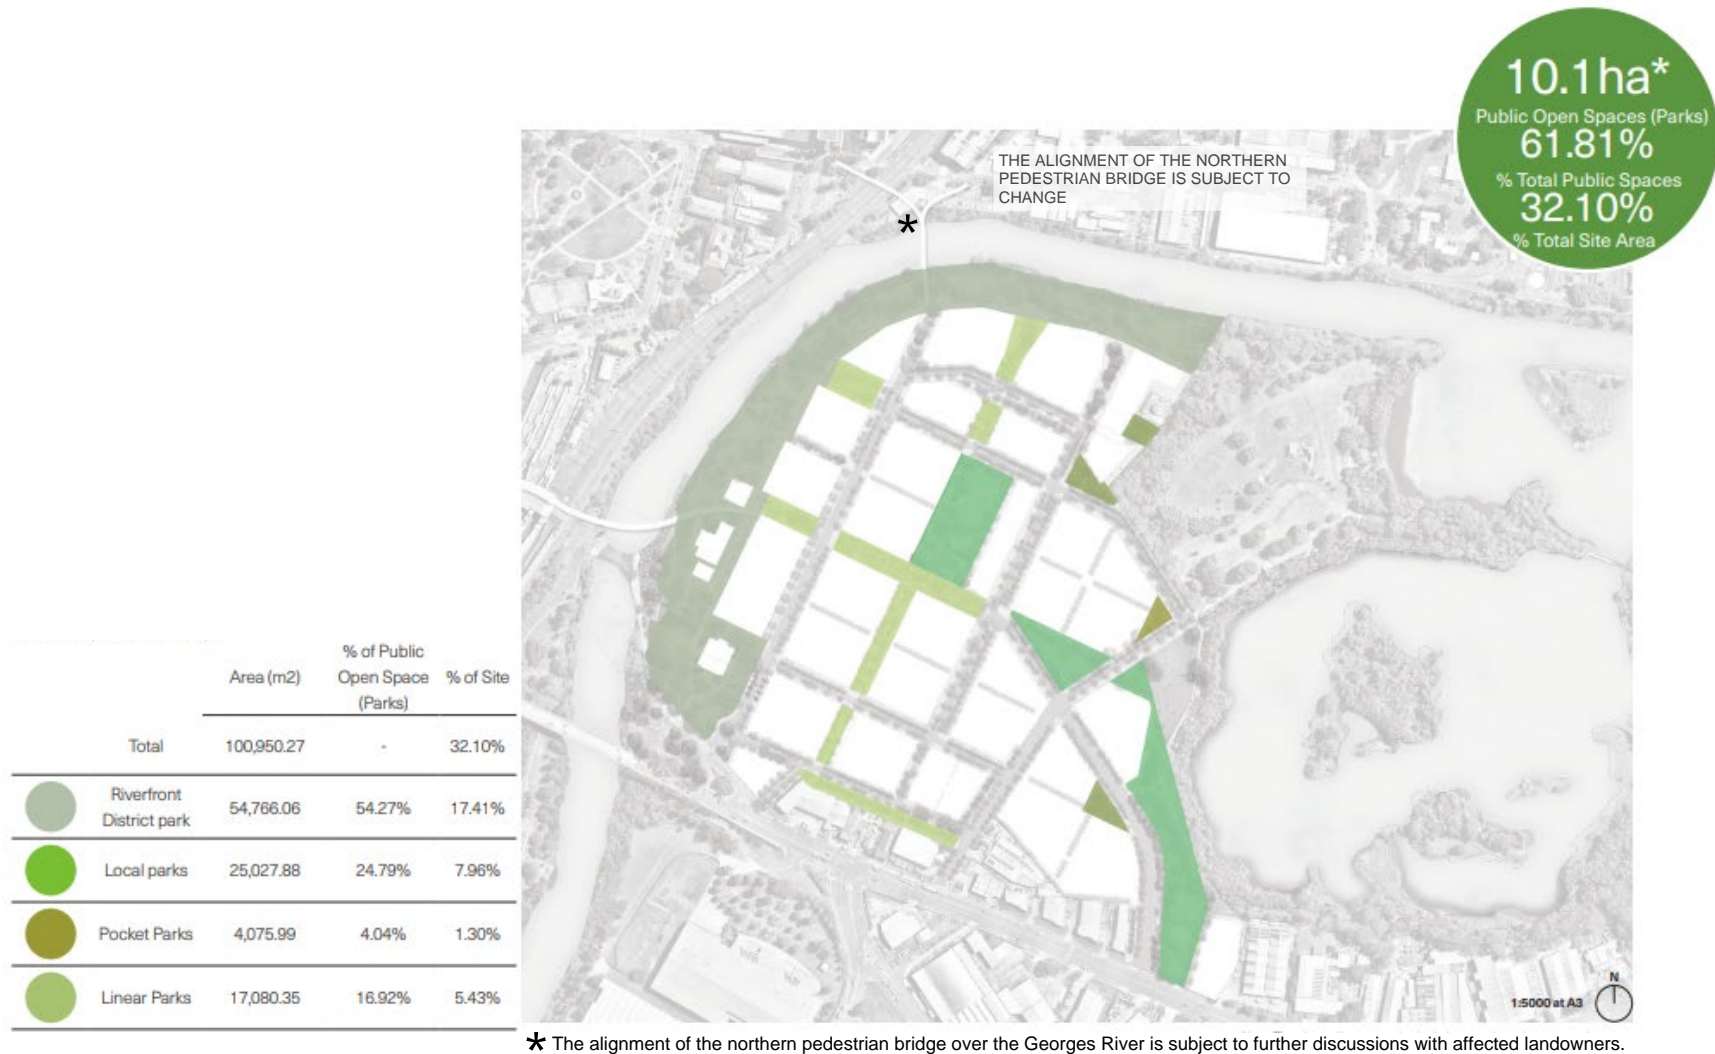 10.1ha*
Public Open Spaces (Parks)
61.81%
% Total Public Spaces
32.10%
% Total Site Area
THE ALIGNMENT OF THE NORTHERN
PEDESTRIAN BRIDGE IS SUBJECT TO
CHANGE
*
Area (m2) % of Public Open Space (Parks) % of Site
Total 100,950.27 - 32.10%
Riverfront District park 54,766.06 54.27% 17.41%
Local parks 25,027.88 24.79% 7.96%
Pocket Parks 4,075.99 4.04% 1.30%
Linear Parks 17,080.35 16.92% 5.43%
N
1:5000 at A3
* The alignment of the northern pedestrian bridge over the Georges River is subject to further discussions with affected landowners.